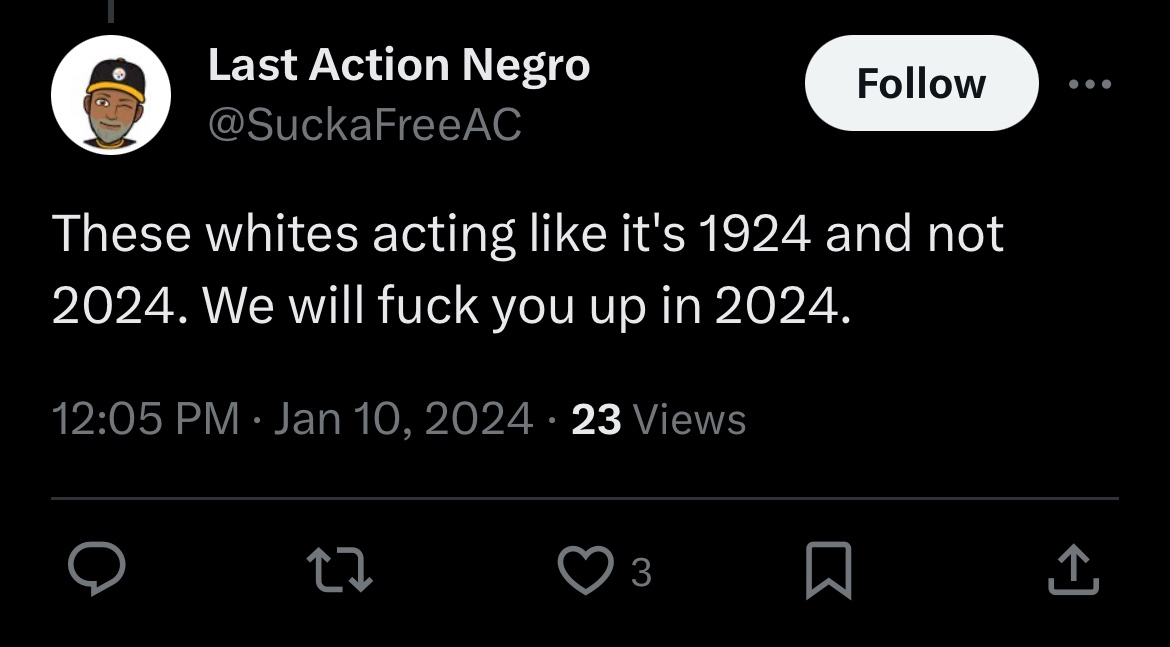 Last Action Negro
@SuckaFreeAC
Follow
These whites acting like it's 1924 and not
2024. We will fuck you up in 2024.
12:05 PM · Jan 10, 2024 · 23 Views
3